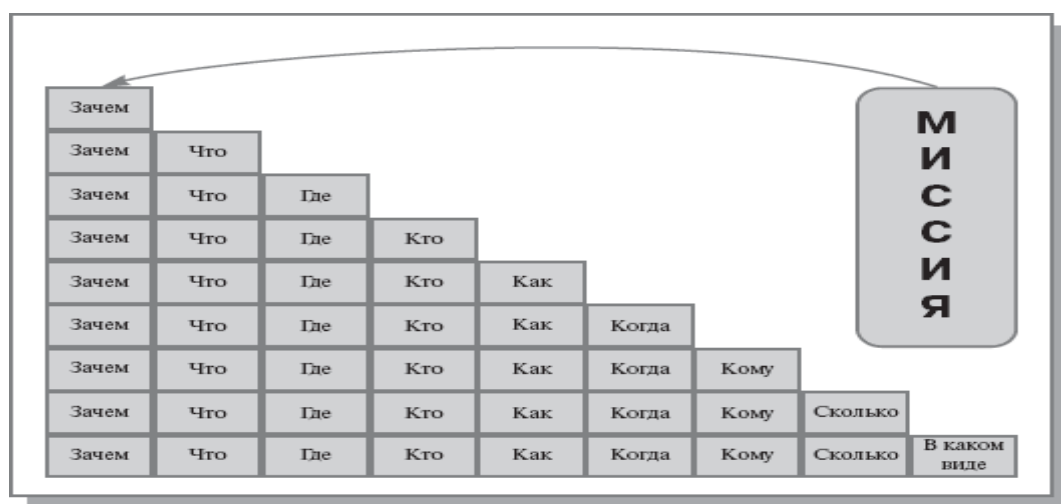 Зачем
Зачем Что
Зачем Что Где
Зачем Что Где Кто
Зачем Что Где Кто Как
Зачем Что Где Кто Как Когда
Зачем Что Где Кто Как Когда Кому
Зачем Что Где Кто Как Когда Кому Сколько
Зачем Что Где Кто Как Когда Кому Сколько В каком
виде
М
И
С
С
И
Я